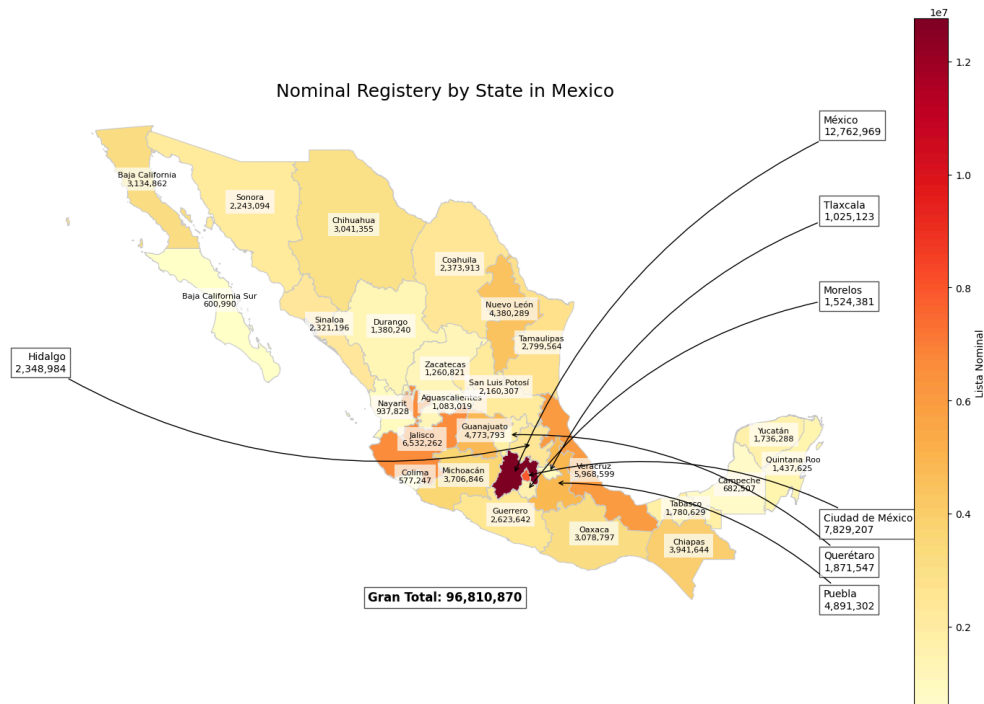 1e7
Nominal Registery by State in Mexico
México
12,762,969
Tlaxcala
1,025,123
Morelos
1,524,381
Baja California
3,134,862
Sonora
2,243,094
Chihuahua
3,041,355
Coahuila
2,373,913
Baja California Sur
600,990
Nuevo León
4,380,289
Sinaloa
2,321,196
Durango
1,380,240
Tamaulipas
2,799,564
Hidalgo
2,348,984
Zacatecas
1,260,821
San Luis Potosí
2,160,307
Aguascalientes
1,083,019
Nayarit
937,828
Jalisco
6,532,262
Guanajuato
4,773,793
Colima
577,247
Michoacán
3,706,846
Veracruz
5,968,599
Yucatán
1,736,288
Quintana Roo
1,437,625
Campeche
682,507
Tabasco
1,780,629
Guerrero
2,623,642
Oaxaca
3,078,797
Chiapas
3,941,644
Ciudad de México
7,829,207
Querétaro
1,871,547
Puebla
4,891,302
Gran Total: 96,810,870
1.2
1.0
0.8
0.6
0.4
0.2
Lista Nominal